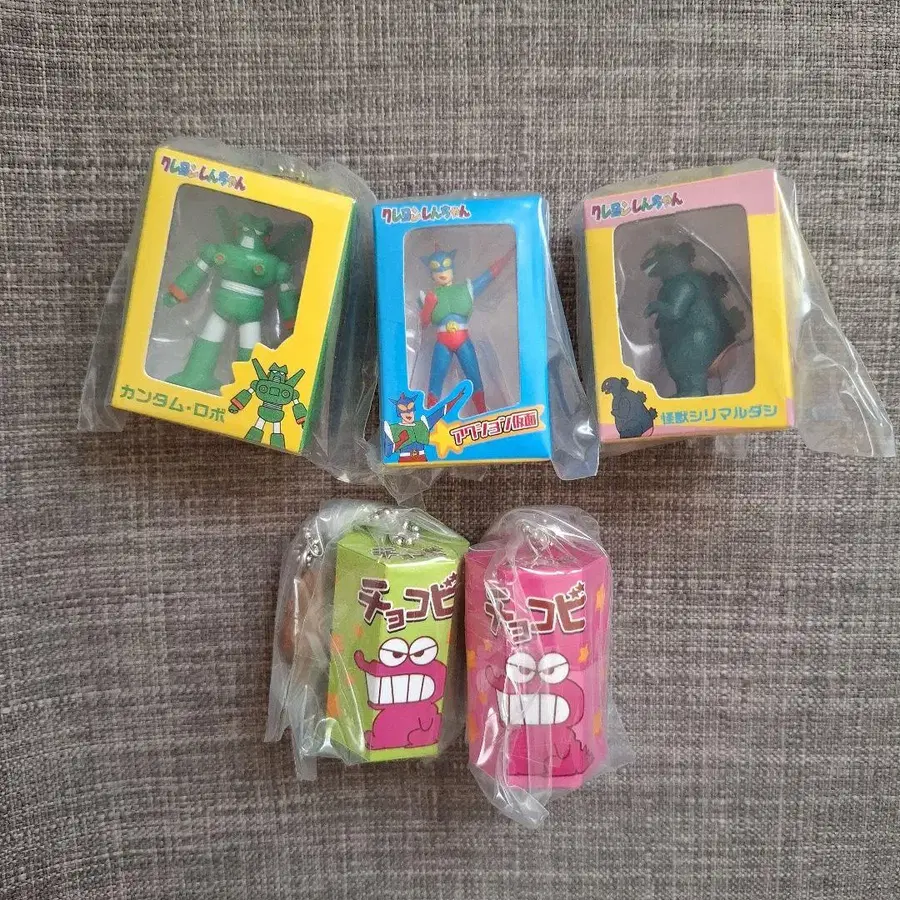 クレヨンしんちゃん
カンタム・ロボ
クレヨンしんちゃん
アクション仮面
クレヨンしんちゃん
怪獣シリマルダシ
チョコビ
チョコビ